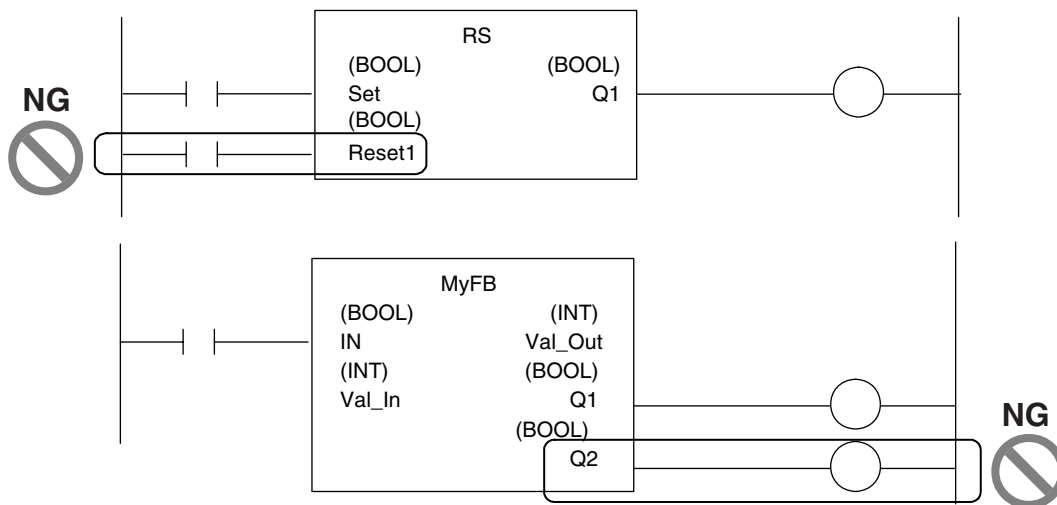 RS
(BOOL) (BOOL)
Set Q1
NG
(BOOL)
Reset1
MyFB
(BOOL) (INT)
IN Val_Out
(INT) (BOOL)
Val_In Q1
(BOOL)
NG
Q2